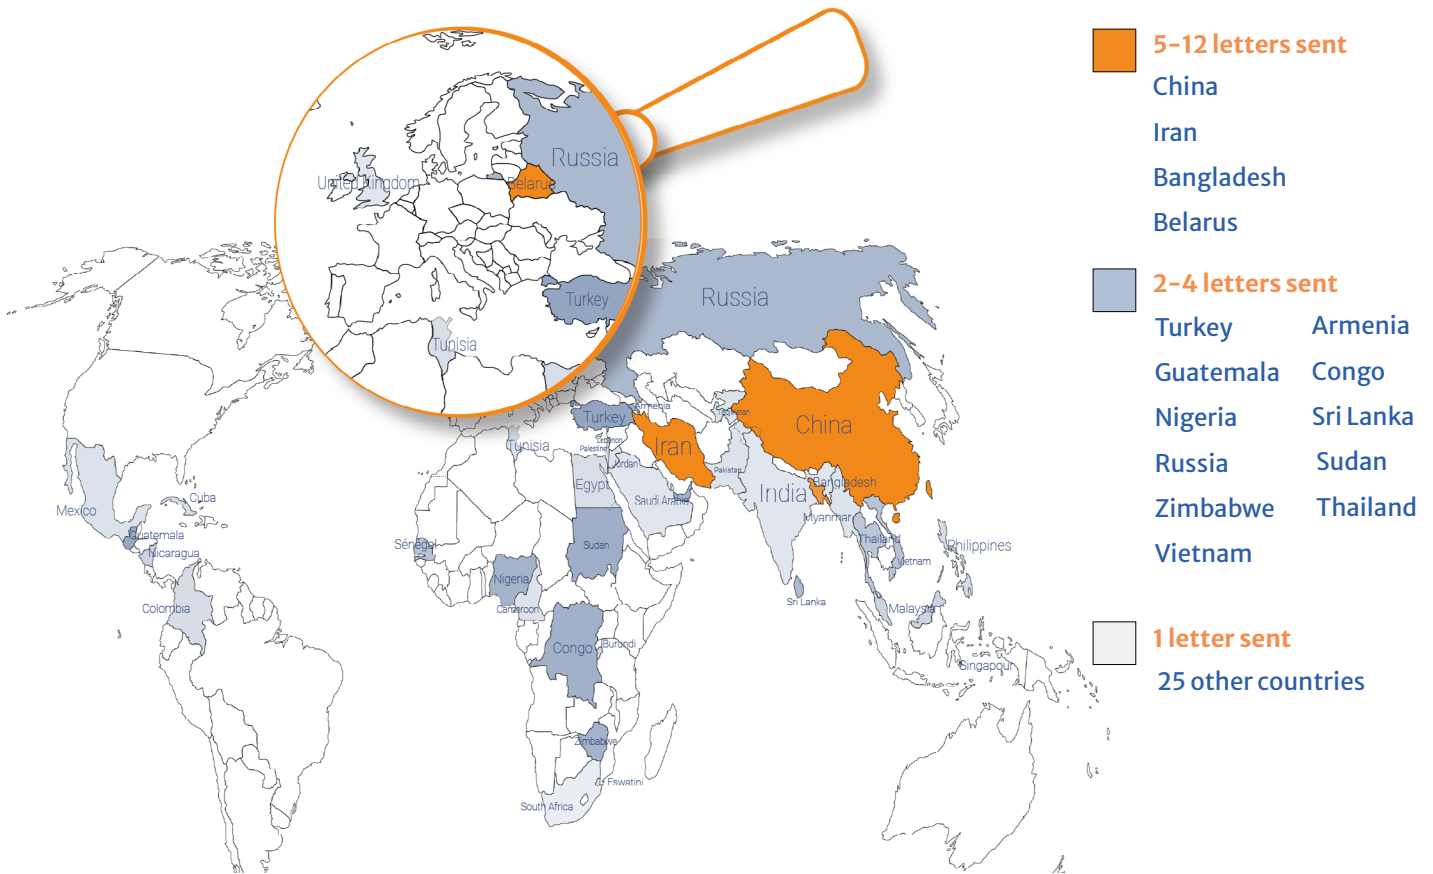 5-12 letters sent
China
Iran
Bangladesh
Belarus
2-4 letters sent
Turkey
Guatemala
Nigeria
Russia
Zimbabwe
Vietnam
Armenia
Congo
Sri Lanka
Sudan
Thailand
1 letter sent
25 other countries
Russia
United Kingdom
Belarus
Turkey
Tunisia
Russia
China
Armenia
Turkey
Tajikistan
Iran
Tunisia
Lebanon
Palestine
Jordan
Pakistan
Egypt
Saudi Arabia
India
Bangladesh
Myanmar
Cuba
Mexico
Guatemala
Nicaragua
Colombia
Sénégal
Sudan
Nigeria
Cameroon
Thailand
Vietnam
Philippines
Sri Lanka
Malaysia
Congo
Burundi
Singapour
Zimbabwe
Eswatini
South Africa